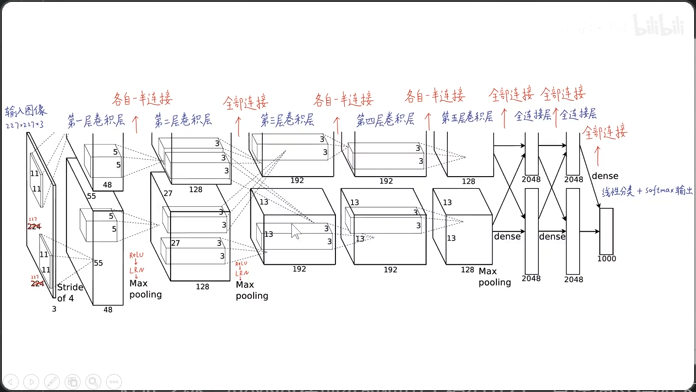 bilibili
各自一半连接
全部连接
各自一半连接
各自一半连接
全部连接
全部连接
全部连接
输入图像
227*227*3
第一层卷积层
第二层卷积层
第三层卷积层
第四层卷积层
第五层卷积层
全连接层
全连接层
线性分类 + softmax 输出
11
11
5
5
48
3
3
128
3
3
192
3
3
192
3
3
128
2048
2048
dense
55
27
13
13
13
11
11
5
5
55
27
3
3
13
3
3
13
3
3
13
dense
dense
1000
227
224
227
224
3
Stride
of 4
48
ReLU
LRN
Max
pooling
128
ReLU
LRN
Max
pooling
192
192
128
Max
pooling
2048
2048